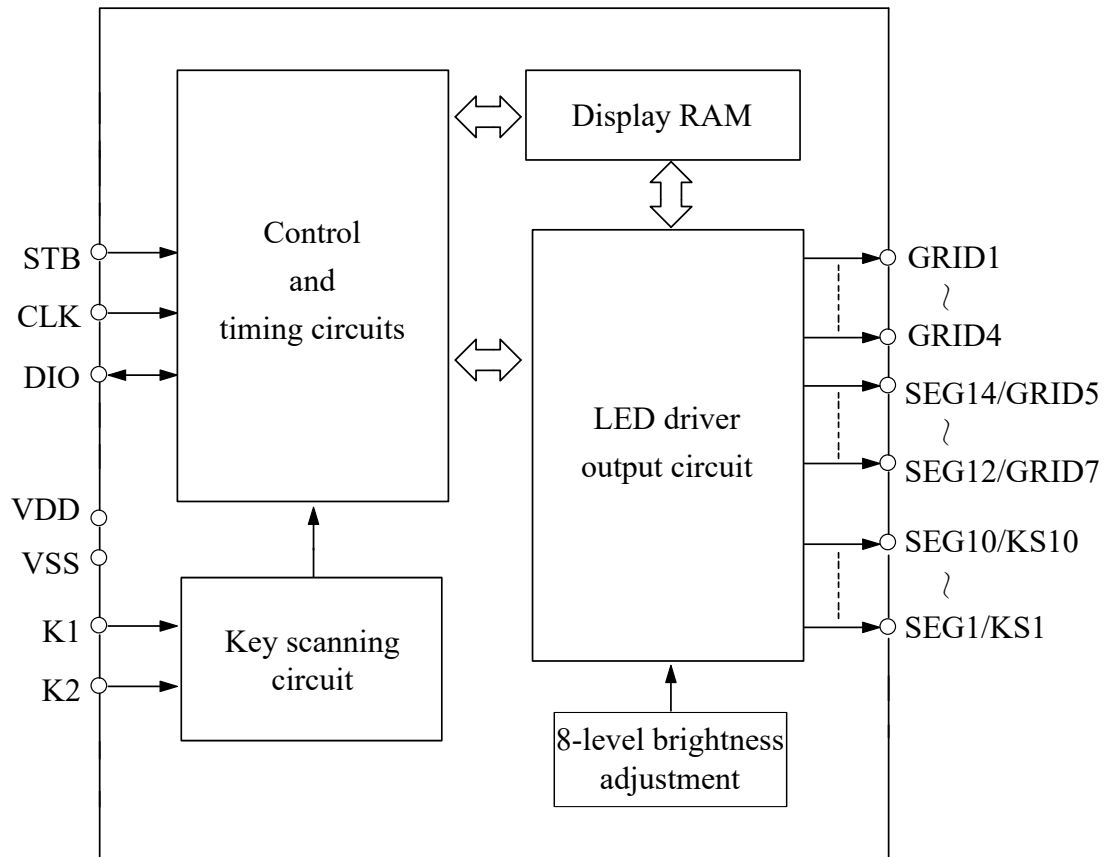 Display RAM
Control
and
timing circuits
STB
CLK
DIO
VDD
VSS
K1
K2
Key scanning
circuit
LED driver
output circuit
8-level brightness
adjustment
GRID1
~
GRID4
SEG14/GRID5
~
SEG12/GRID7
SEG10/KS10
~
SEG1/KS1